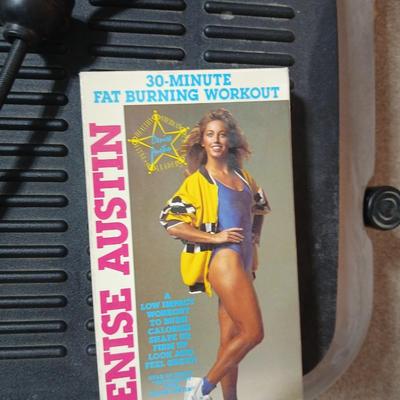 30-MINUTE
FAT BURNING WORKOUT
ENISE AUSTIN
A
LOW IMPACT
WORKOUT
TO BURN
CALORIES
SHAPE UP,
FIRM UP
LOOK AND
FEEL GREAT!